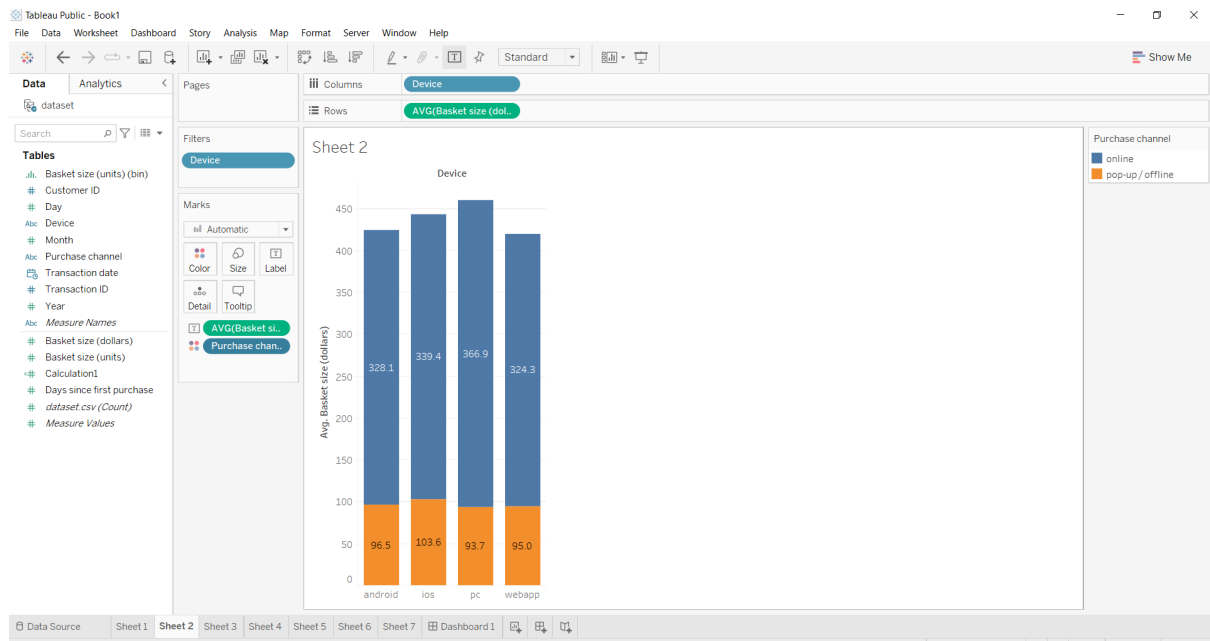 Tableau Public - Book1
File Data Worksheet Dashboard Story Analysis Map Format Server Window Help
Standard
Show Me
Data Analytics
dataset
Search
Tables
Basket size (units) (bin)
# Customer ID
# Day
Abc Device
# Month
Abc Purchase channel
Transaction date
# Transaction ID
# Year
Abc Measure Names
# Basket size (dollars)
# Basket size (units)
=# Calculation1
# Days since first purchase
# dataset.csv (Count)
# Measure Values
Pages
Filters
Device
Marks
Automatic
Color Size Label
Detail Tooltip
AVG(Basket si..
Purchase chan..
Columns Device
Rows AVG(Basket size (dol..
Sheet 2
Device
Avg. Basket size (dollars)
450
400
350
300
250
200
150
100
50
0
328.1 339.4 366.9 324.3
96.5 103.6 93.7 95.0
android ios pc webapp
Purchase channel
online
pop-up / offline
Data Source Sheet 1 Sheet 2 Sheet 3 Sheet 4 Sheet 5 Sheet 6 Sheet 7 Dashboard 1